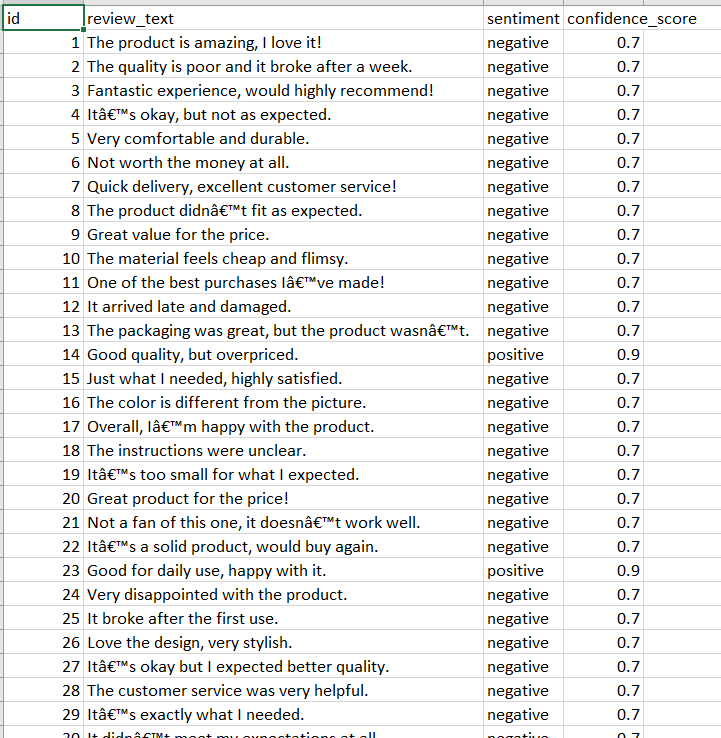 id review_text sentiment confidence_score
1 The product is amazing, I love it! negative 0.7
2 The quality is poor and it broke after a week. negative 0.7
3 Fantastic experience, would highly recommend! negative 0.7
4 Itâ€™s okay, but not as expected. negative 0.7
5 Very comfortable and durable. negative 0.7
6 Not worth the money at all. negative 0.7
7 Quick delivery, excellent customer service! negative 0.7
8 The product didnâ€™t fit as expected. negative 0.7
9 Great value for the price. negative 0.7
10 The material feels cheap and flimsy. negative 0.7
11 One of the best purchases Iâ€™ve made! negative 0.7
12 It arrived late and damaged. negative 0.7
13 The packaging was great, but the product wasnâ€™t. negative 0.7
14 Good quality, but overpriced. positive 0.9
15 Just what I needed, highly satisfied. negative 0.7
16 The color is different from the picture. negative 0.7
17 Overall, Iâ€™m happy with the product. negative 0.7
18 The instructions were unclear. negative 0.7
19 Itâ€™s too small for what I expected. negative 0.7
20 Great product for the price! negative 0.7
21 Not a fan of this one, it doesnâ€™t work well. negative 0.7
22 Itâ€™s a solid product, would buy again. negative 0.7
23 Good for daily use, happy with it. positive 0.9
24 Very disappointed with the product. negative 0.7
25 It broke after the first use. negative 0.7
26 Love the design, very stylish. negative 0.7
27 Itâ€™s okay but I expected better quality. negative 0.7
28 The customer service was very helpful. negative 0.7
29 Itâ€™s exactly what I needed. negative 0.7
30 It didnâ€™t meet my expectations at all. negative 0.7